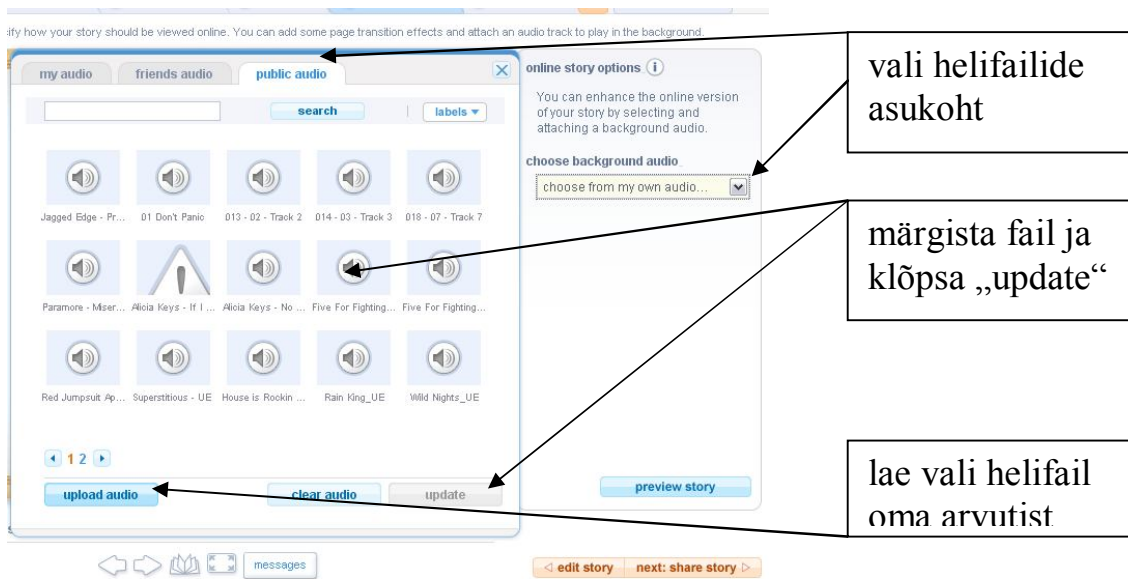 ify how your story should be viewed online. You can add some page transition effects and attach an audio track to play in the background.
my audio friends audio public audio
search labels
Jagged Edge - Pr... 01 Don't Panic 013 - 02 - Track 2 014 - 03 - Track 3 018 - 07 - Track 7
Paramore - Miser... Alicia Keys - If I ... Alicia Keys - No ... Five For Fighting... Five For Fighting...
Red Jumpsuit Ap... Superstitious - UE House is Rockin ... Rain King_UE Wild Nights_UE
1 2
upload audio clear audio update
online story options i
You can enhance the online version
of your story by selecting and
attaching a background audio.
choose background audio
choose from my own audio...
preview story
messages
edit story next: share story
vali helifailide
asukoht
märgista fail ja
klõpsa „update“
lae vali helifail
oma arvutist